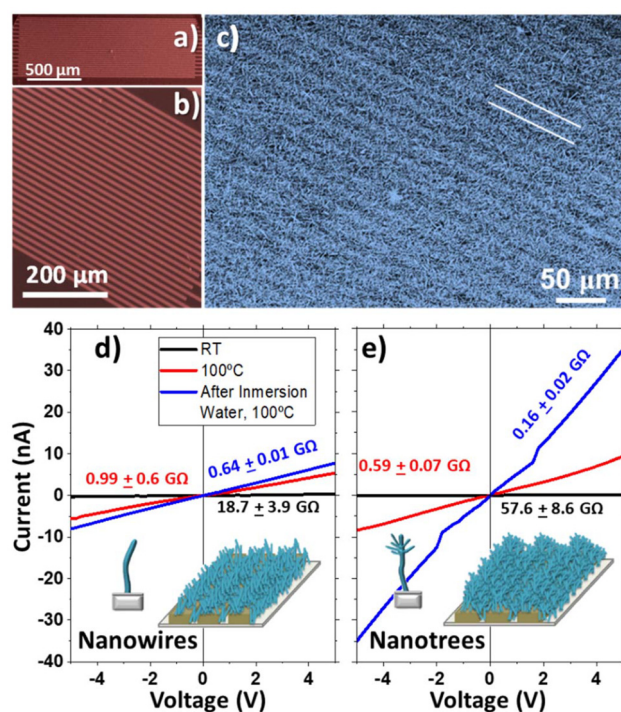 a)
500 µm
b)
200 µm
c)
50 µm
d)
RT
100ºC
After Inmersion
Water, 100ºC
0.99 ± 0.6 GΩ
0.64 ± 0.01 GΩ
18.7 ± 3.9 GΩ
Nanowires
e)
0.16 ± 0.02 GΩ
0.59 ± 0.07 GΩ
57.6 ± 8.6 GΩ
Nanotrees
Current (nA)
40
30
20
10
0
-10
-20
-30
-40
-4 -2 0 2 4
-4 -2 0 2 4
Voltage (V)
Voltage (V)